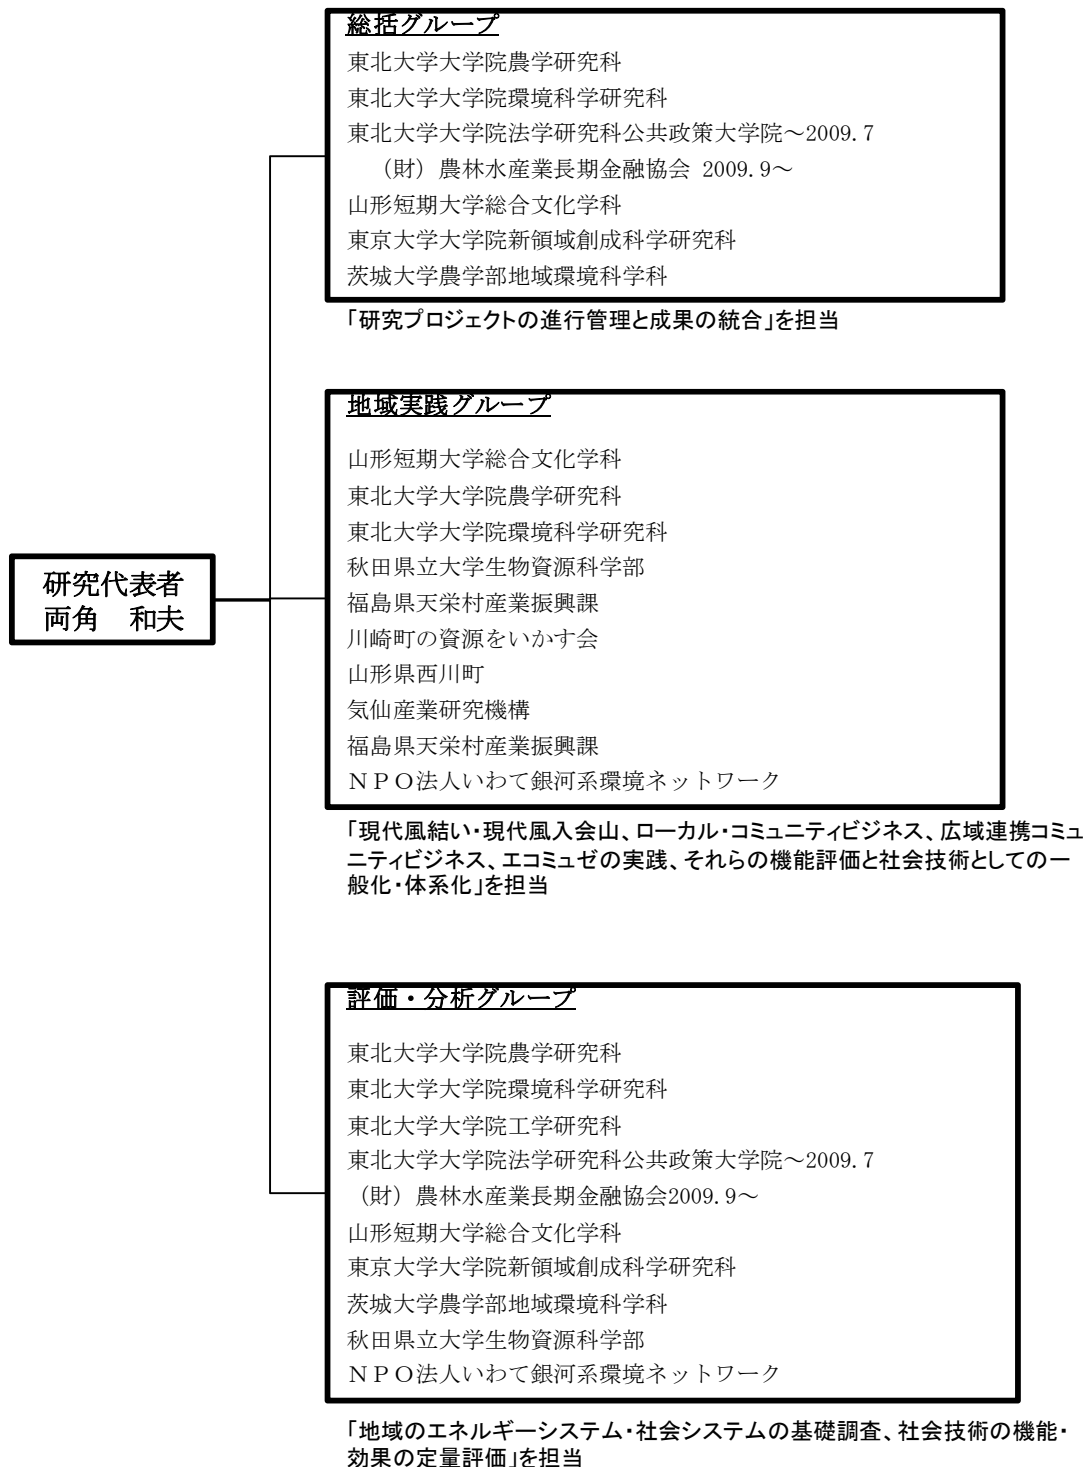 総括グループ
東北大学大学院農学研究科
東北大学大学院環境科学研究科
東北大学大学院法学研究科公共政策大学院～2009.7
（財）農林水産業長期金融協会 2009.9～
山形短期大学総合文化学科
東京大学大学院新領域創成科学研究科
茨城大学農学部地域環境科学科
「研究プロジェクトの進行管理と成果の統合」を担当
研究代表者
両角　和夫
地域実践グループ
山形短期大学総合文化学科
東北大学大学院農学研究科
東北大学大学院環境科学研究科
秋田県立大学生物資源科学部
福島県天栄村産業振興課
川崎町の資源をいかす会
山形県西川町
気仙産業研究機構
福島県天栄村産業振興課
ＮＰＯ法人いわて銀河系環境ネットワーク
「現代風結い・現代風入会山、ローカル・コミュニティビジネス、広域連携コミュ
ニティビジネス、エコミュゼの実践、それらの機能評価と社会技術としての一
般化・体系化」を担当
評価・分析グループ
東北大学大学院農学研究科
東北大学大学院環境科学研究科
東北大学大学院工学研究科
東北大学大学院法学研究科公共政策大学院～2009.7
（財）農林水産業長期金融協会2009.9～
山形短期大学総合文化学科
東京大学大学院新領域創成科学研究科
茨城大学農学部地域環境科学科
秋田県立大学生物資源科学部
ＮＰＯ法人いわて銀河系環境ネットワーク
「地域のエネルギーシステム・社会システムの基礎調査、社会技術の機能・
効果の定量評価」を担当